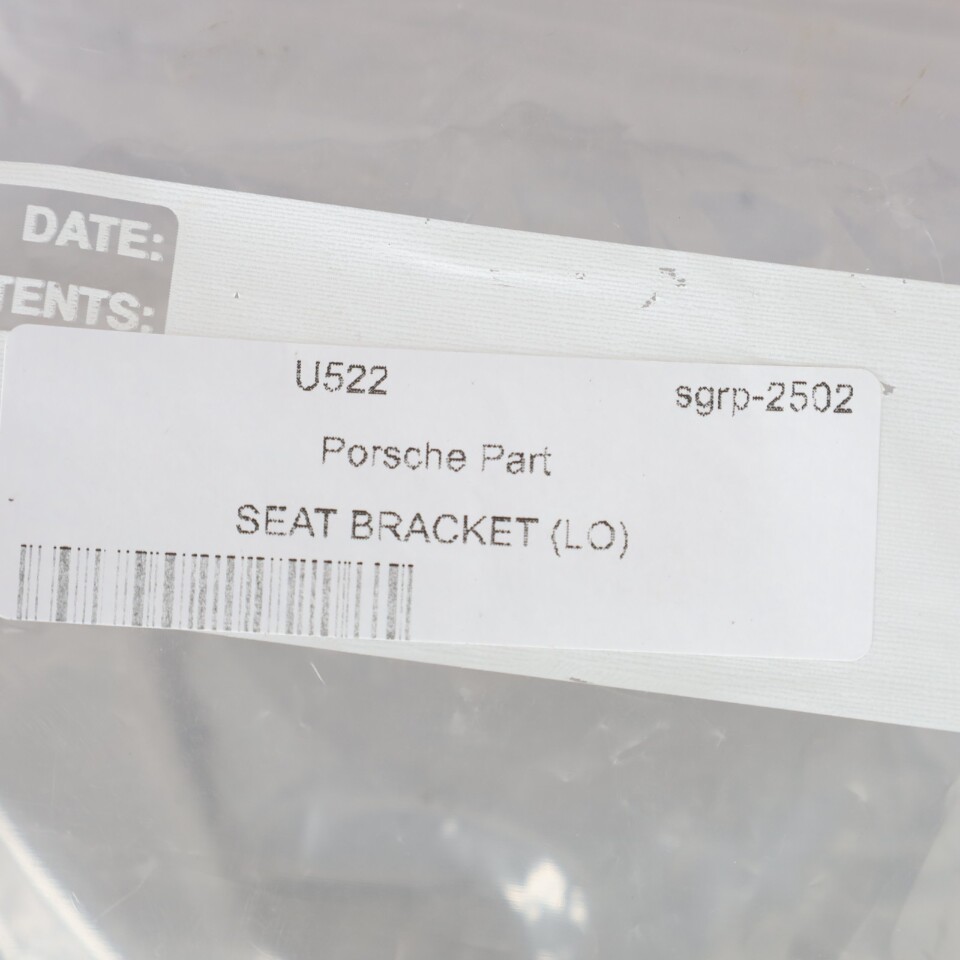 DATE:
TENTS:
U522 sgrp-2502
Porsche Part
SEAT BRACKET (LO)